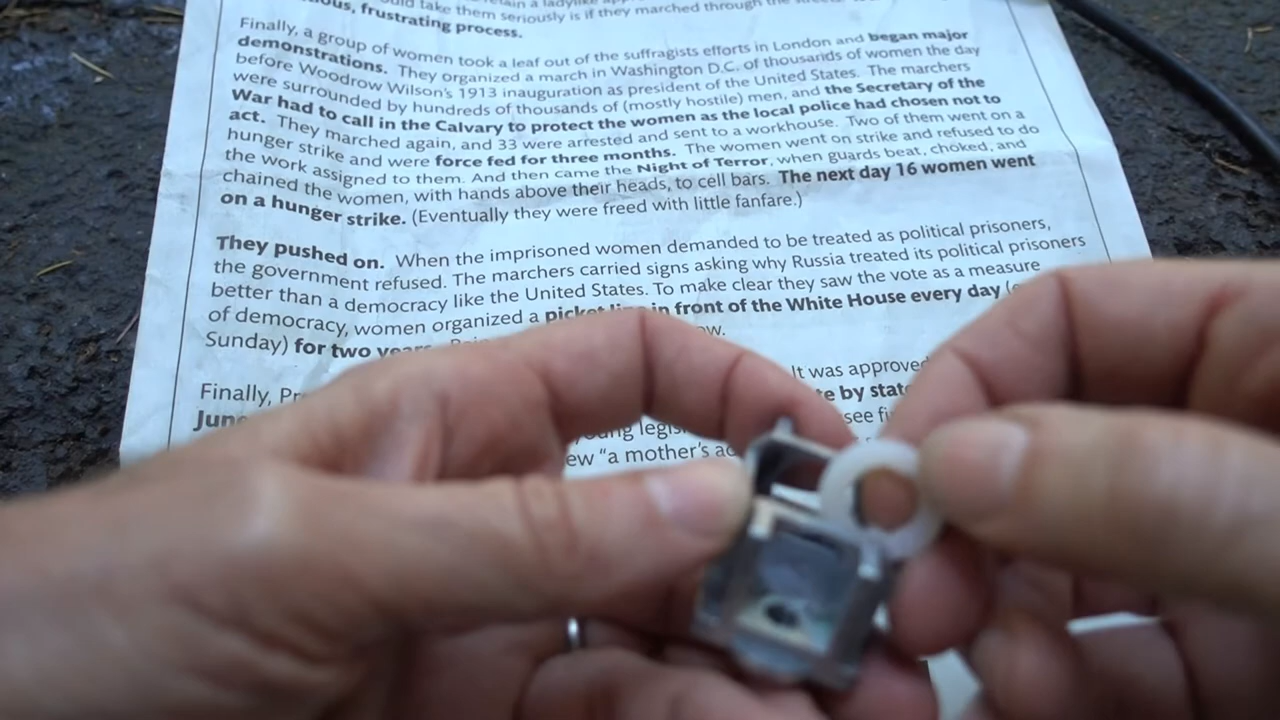 take them seriously is if they marched through the
frustrating process.
Finally, a group of women took a leaf out of the suffragists efforts in London and began major
demonstrations. They organized a march in Washington D.C. of thousands of women the day
before Woodrow Wilson's 1913 inauguration as president of the United States. The marchers
were surrounded by hundreds of thousands of (mostly hostile) men, and the Secretary of the
War had to call in the Calvary to protect the women as the local police had chosen not to
act. They marched again, and 33 were arrested and sent to a workhouse. Two of them went on a
hunger strike and were force fed for three months. The women went on strike and refused to do
the work assigned to them. And then came the Night of Terror, when guards beat, choked, and
chained the women, with hands above their heads, to cell bars. The next day 16 women went
on a hunger strike. (Eventually they were freed with little fanfare.)
They pushed on. When the imprisoned women demanded to be treated as political prisoners,
the government refused. The marchers carried signs asking why Russia treated its political prisoners
better than a democracy like the United States. To make clear they saw the vote as a measure
of democracy, women organized a picket line in front of the White House every day
Sunday) for two years
Finally, It was approved
by
see
"a mother's